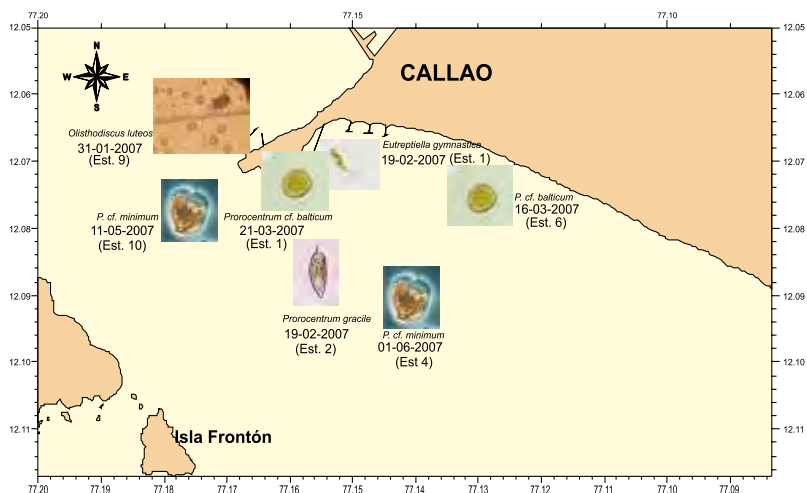 77.20 77.15 77.10
12.05 12.05
N
W E
S
CALLAO
12.06 12.06
Olisthodiscus luteos
31-01-2007
(Est. 9)
Eutreptiella gymnastica
19-02-2007 (Est. 1)
12.07 12.07
P. cf. balticum
16-03-2007
(Est. 6)
P. cf. minimum
11-05-2007
(Est. 10)
Prorocentrum cf. balticum
21-03-2007
(Est. 1)
12.08 12.08
12.09 12.09
Prorocentrum gracile
19-02-2007
(Est. 2)
P. cf. minimum
01-06-2007
(Est 4)
12.10 12.10
12.11 12.11
Isla Frontón
77.20 77.19 77.18 77.17 77.16 77.15 77.14 77.13 77.12 77.11 77.10 77.09